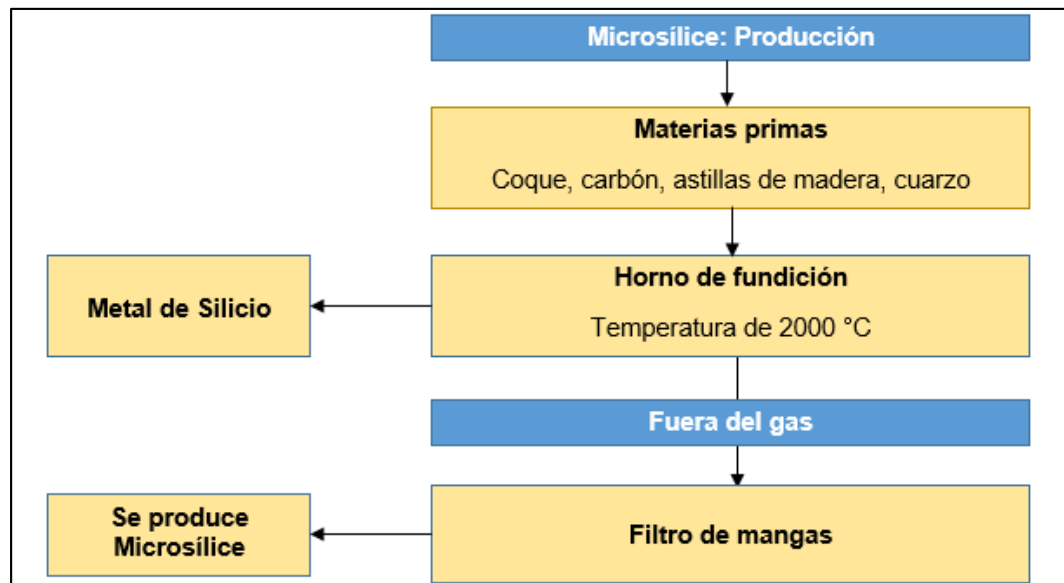 Microsílice: Producción
Materias primas
Coque, carbón, astillas de madera, cuarzo
Horno de fundición
Temperatura de 2000 °C
Metal de Silicio
Fuera del gas
Filtro de mangas
Se produce
Microsílice